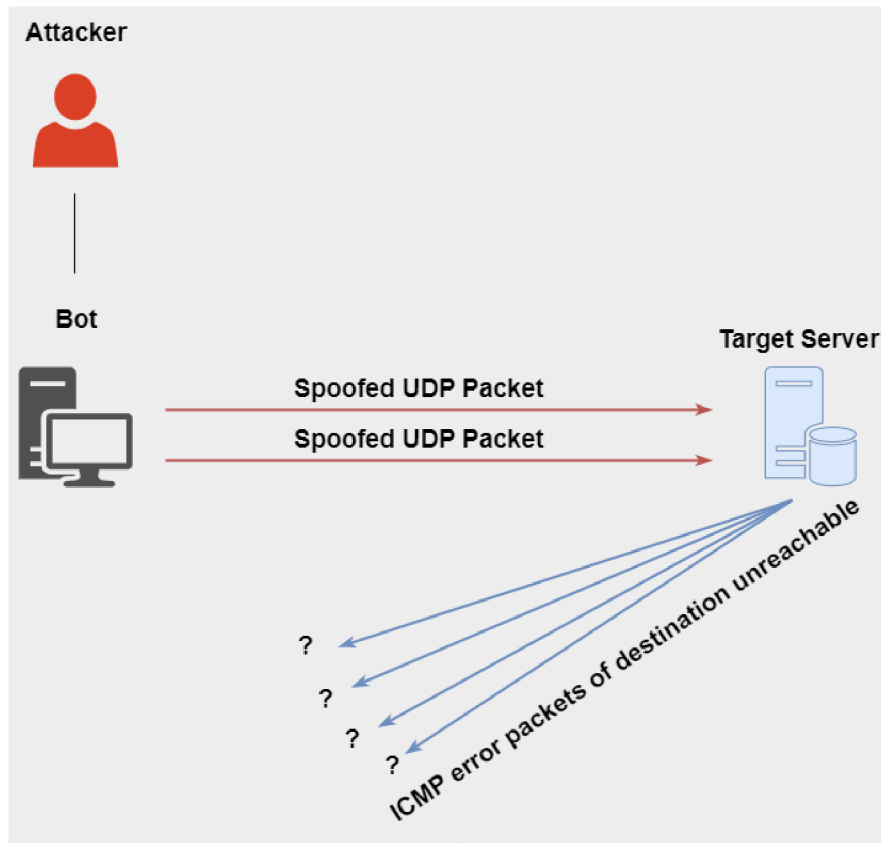 Attacker
Bot
Target Server
Spoofed UDP Packet
Spoofed UDP Packet
ICMP error packets of destination unreachable
?
?
?
?